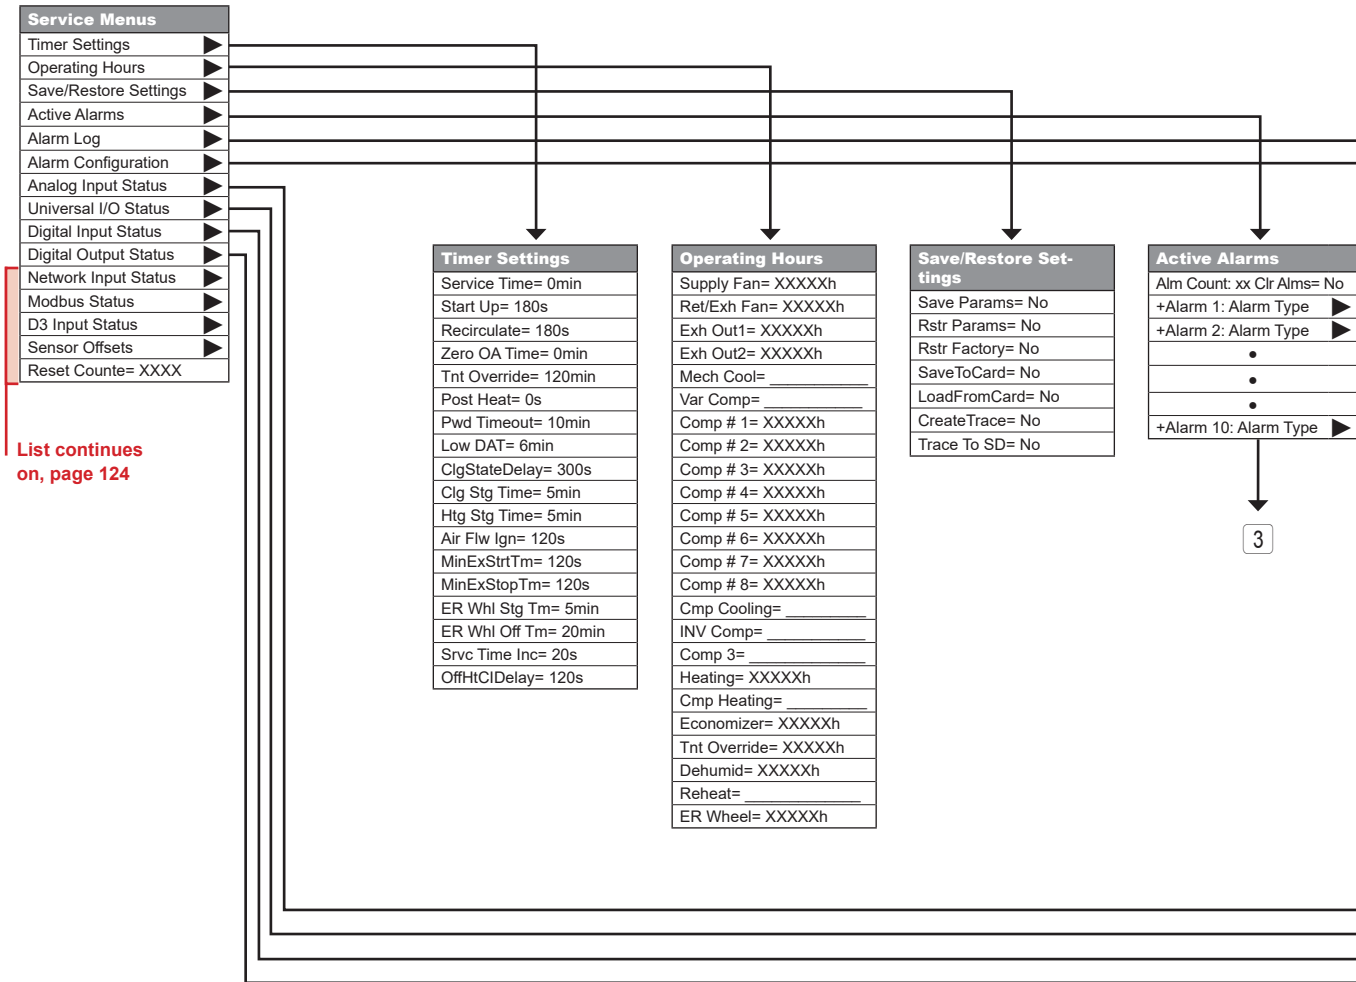 Service Menus
Timer Settings
Operating Hours
Save/Restore Settings
Active Alarms
Alarm Log
Alarm Configuration
Analog Input Status
Universal I/O Status
Digital Input Status
Digital Output Status
Network Input Status
Modbus Status
D3 Input Status
Sensor Offsets
Reset Counte= XXXX
List continues
on, page 124
Timer Settings
Service Time= 0min
Start Up= 180s
Recirculate= 180s
Zero OA Time= 0min
Tnt Override= 120min
Post Heat= 0s
Pwd Timeout= 10min
Low DAT= 6min
ClgStateDelay= 300s
Clg Stg Time= 5min
Htg Stg Time= 5min
Air Flw Ign= 120s
MinExStrtTm= 120s
MinExStopTm= 120s
ER Whl Stg Tm= 5min
ER Whl Off Tm= 20min
Srvc Time Inc= 20s
OffHtClDelay= 120s
Operating Hours
Supply Fan= XXXXXh
Ret/Exh Fan= XXXXXh
Exh Out1= XXXXXh
Exh Out2= XXXXXh
Mech Cool= ____________
Var Comp= ____________
Comp # 1= XXXXXh
Comp # 2= XXXXXh
Comp # 3= XXXXXh
Comp # 4= XXXXXh
Comp # 5= XXXXXh
Comp # 6= XXXXXh
Comp # 7= XXXXXh
Comp # 8= XXXXXh
Cmp Cooling= __________
INV Comp= ____________
Comp 3= ______________
Heating= XXXXXh
Cmp Heating= __________
Economizer= XXXXXh
Tnt Override= XXXXXh
Dehumid= XXXXXh
Reheat= ______________
ER Wheel= XXXXXh
Save/Restore Set-
tings
Save Params= No
Rstr Params= No
Rstr Factory= No
SaveToCard= No
LoadFromCard= No
CreateTrace= No
Trace To SD= No
Active Alarms
Alm Count: xx Clr Alms= No
+Alarm 1: Alarm Type
+Alarm 2: Alarm Type
•
•
•
+Alarm 10: Alarm Type
3